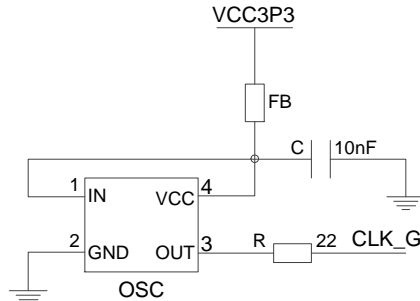 VCC3P3
FB
C 10nF
1 IN VCC 4
2 GND OUT 3 R 22 CLK_G
OSC